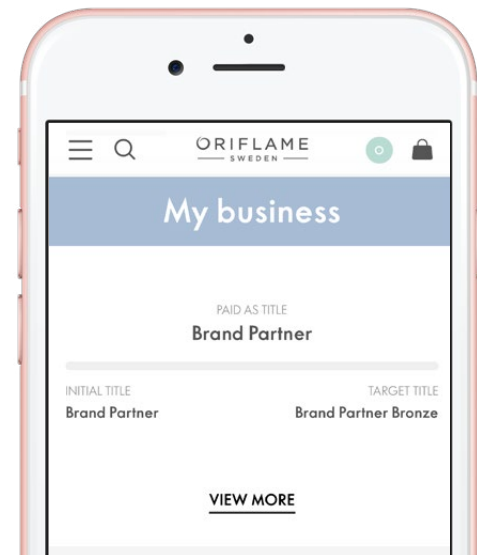 ORIFLAME
SWEDEN
O
My business
PAID AS TITLE
Brand Partner
INITIAL TITLE
TARGET TITLE
Brand Partner
Brand Partner Bronze
VIEW MORE